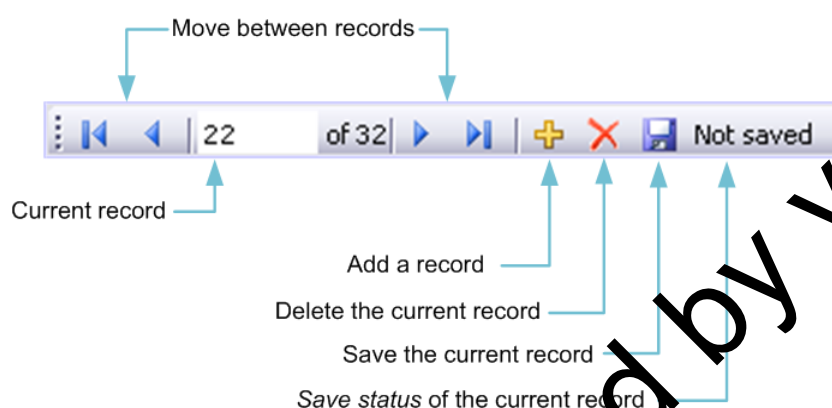 Move between records
22 of 32 Not saved
Current record
Add a record
Delete the current record
Save the current record
Save status of the current record
d by